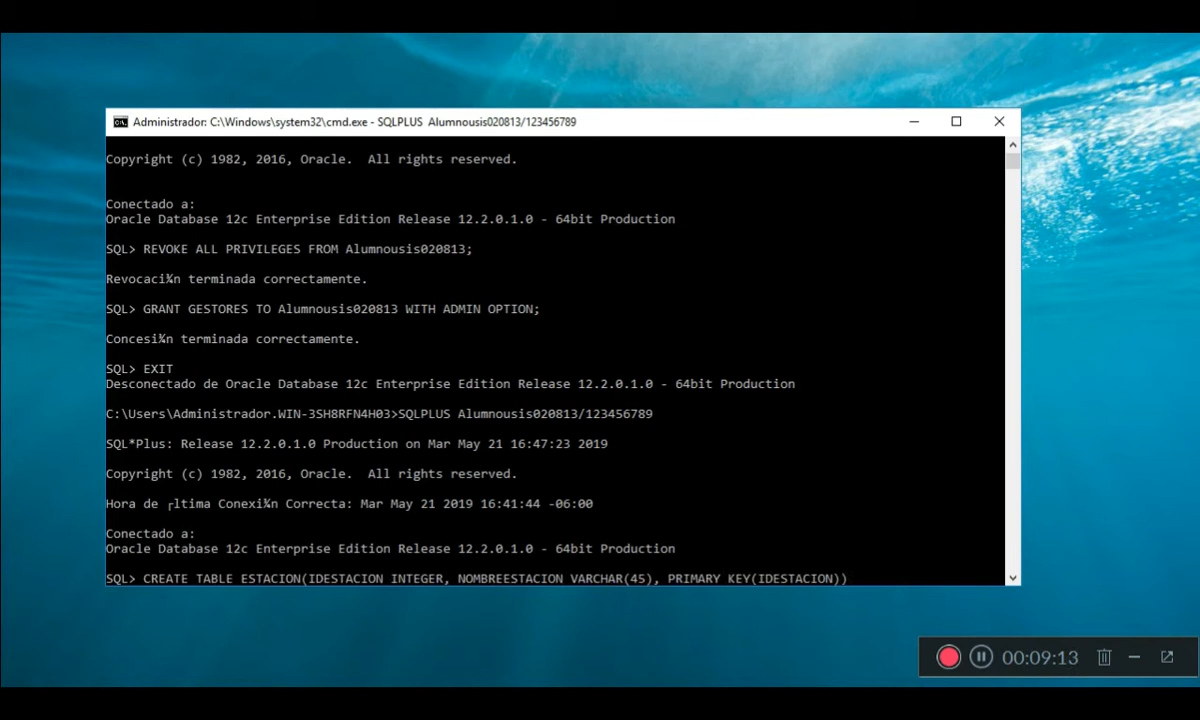 Administrador: C:\Windows\system32\cmd.exe - SQLPLUS  Alumnousis020813/123456789
Copyright (c) 1982, 2016, Oracle.  All rights reserved.
Conectado a:
Oracle Database 12c Enterprise Edition Release 12.2.0.1.0 - 64bit Production
SQL> REVOKE ALL PRIVILEGES FROM Alumnousis020813;
Revocaci¾n terminada correctamente.
SQL> GRANT GESTORES TO Alumnousis020813 WITH ADMIN OPTION;
Concesi¾n terminada correctamente.
SQL> EXIT
Desconectado de Oracle Database 12c Enterprise Edition Release 12.2.0.1.0 - 64bit Production
C:\Users\Administrador.WIN-3SH8RFN4H03>SQLPLUS Alumnousis020813/123456789
SQL*Plus: Release 12.2.0.1.0 Production on Mar May 21 16:47:23 2019
Copyright (c) 1982, 2016, Oracle.  All rights reserved.
Hora de ┌ltima Conexi¾n Correcta: Mar May 21 2019 16:41:44 -06:00
Conectado a:
Oracle Database 12c Enterprise Edition Release 12.2.0.1.0 - 64bit Production
SQL> CREATE TABLE ESTACION(IDESTACION INTEGER, NOMBREESTACION VARCHAR(45), PRIMARY KEY(IDESTACION))
00:09:13